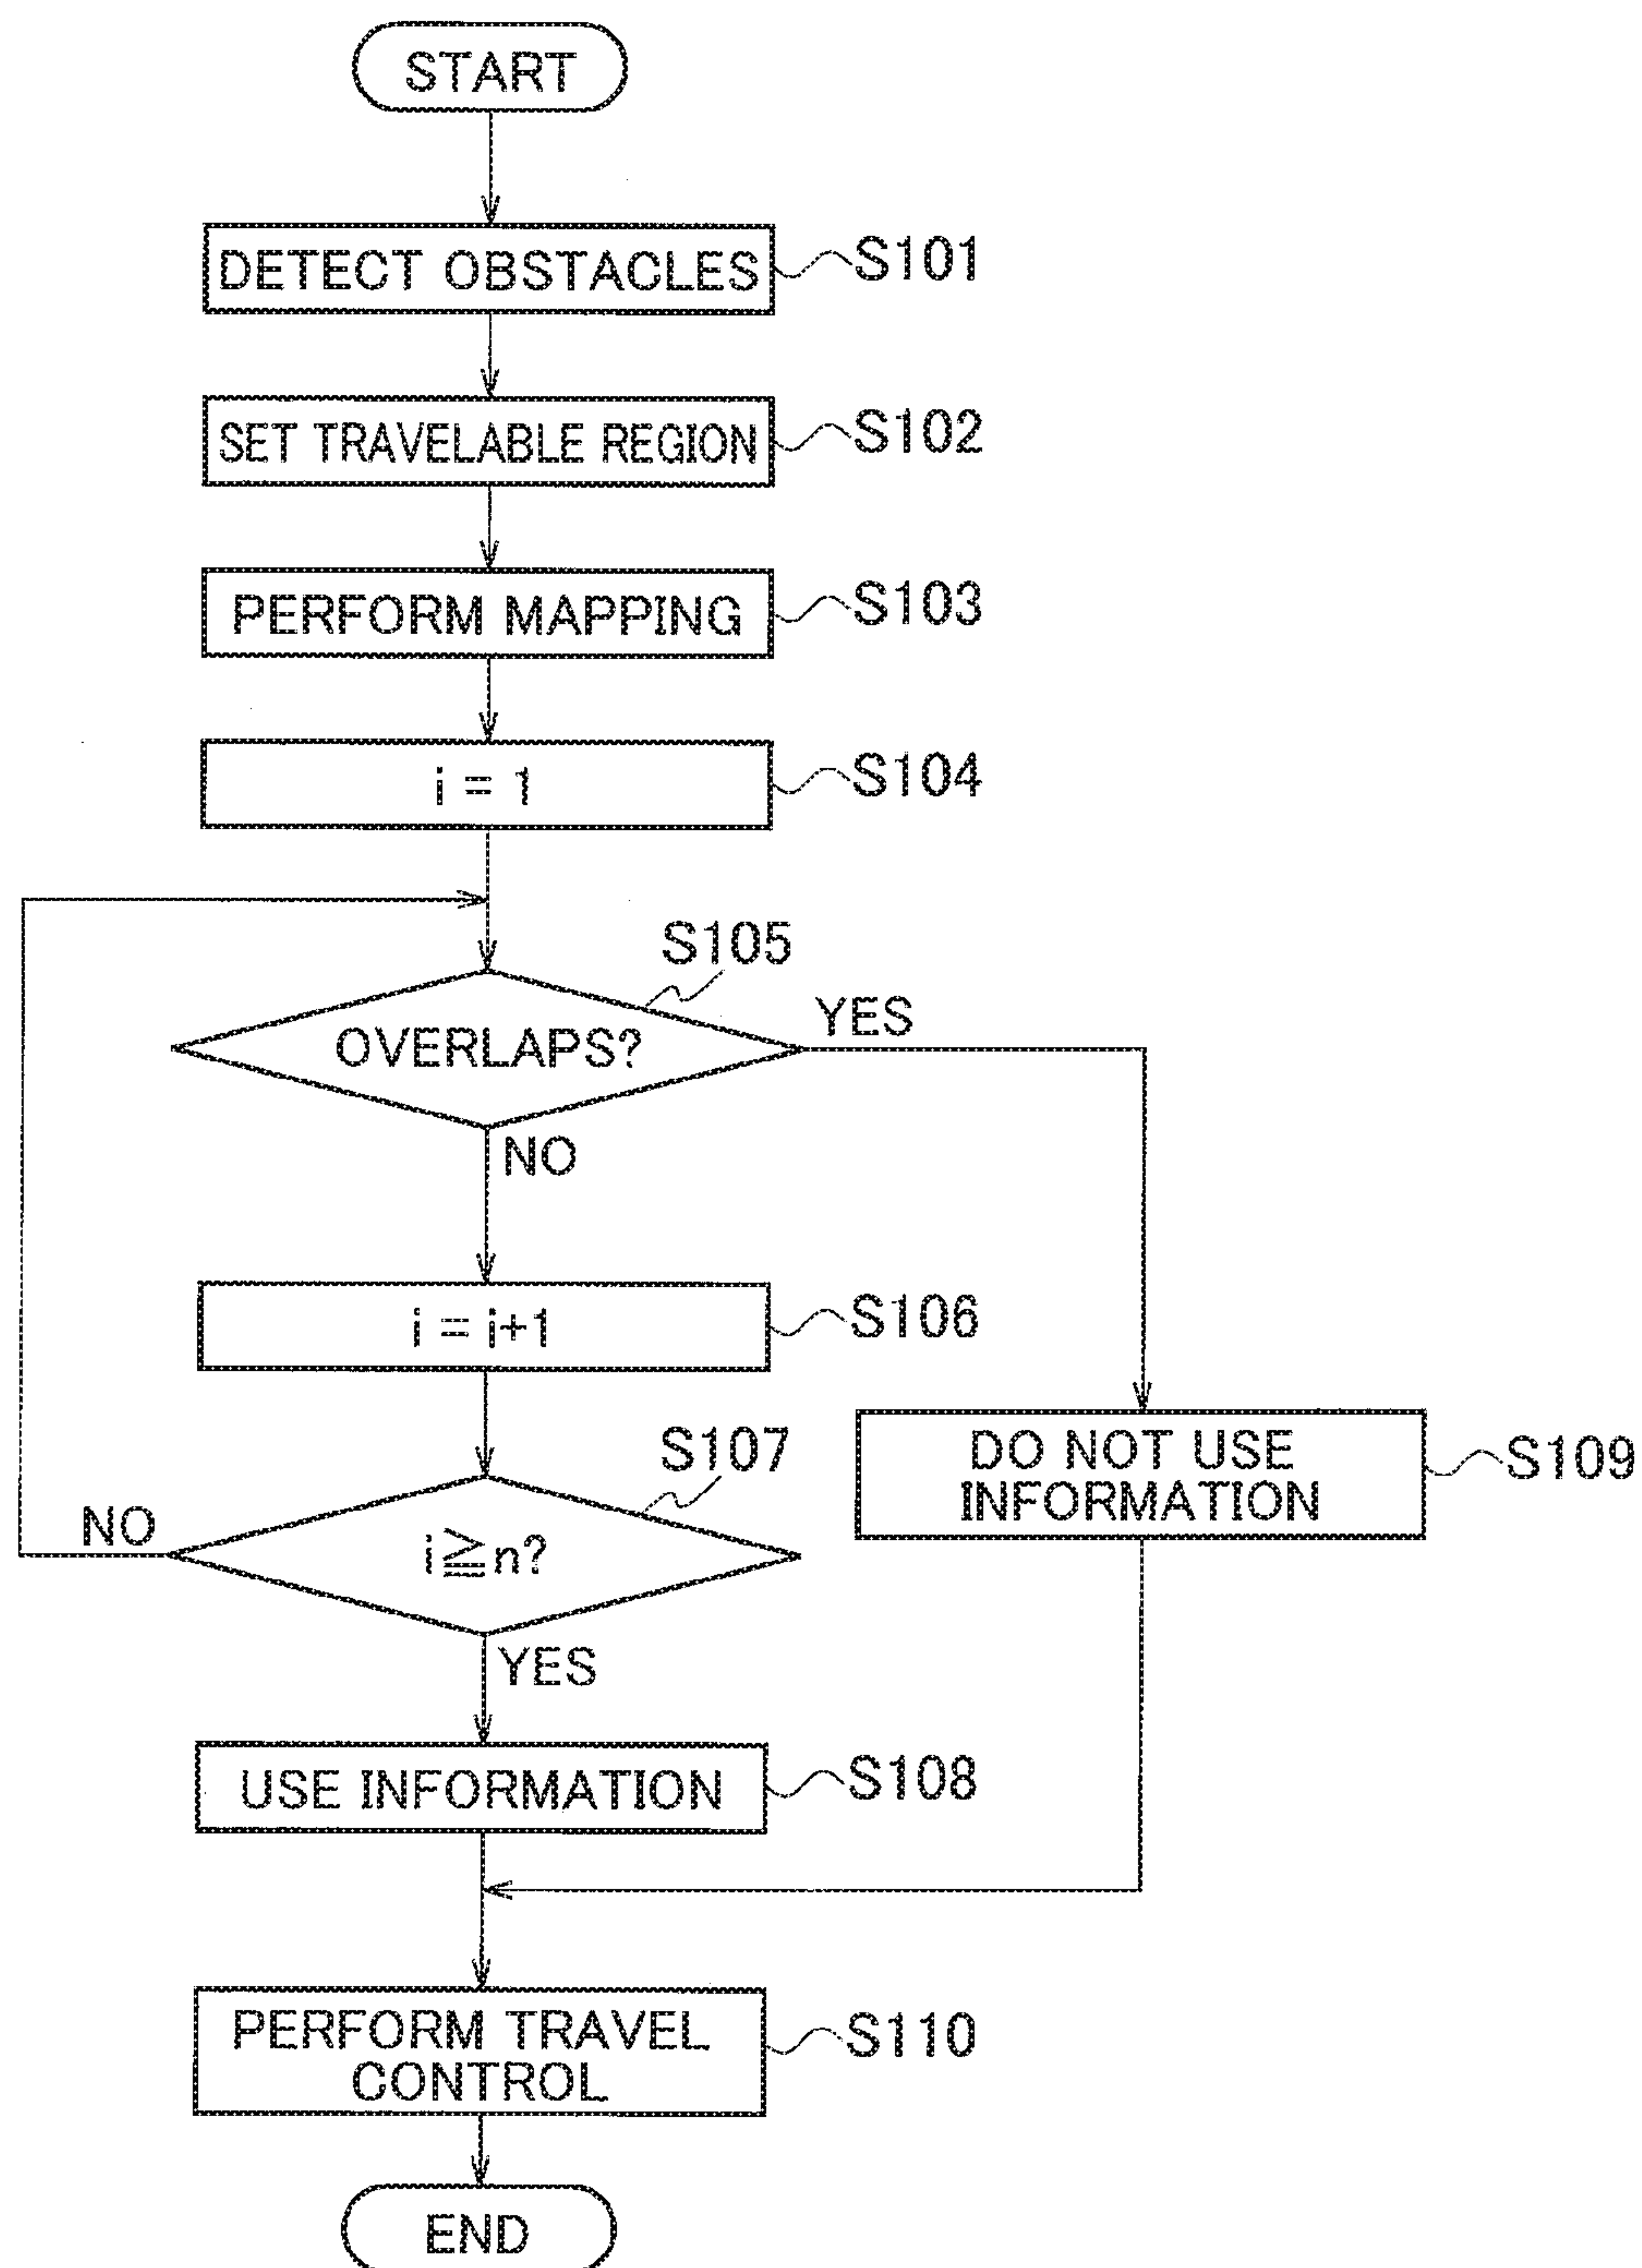 START
DETECT OBSTACLES
S101
SET TRAVELABLE REGION
S102
PERFORM MAPPING
S103
i = 1
S104
S105
OVERLAPS?
YES
NO
i = i+1
S106
S107
i≧n?
NO
YES
DO NOT USE
INFORMATION
S109
USE INFORMATION
S108
PERFORM TRAVEL
CONTROL
S110
END